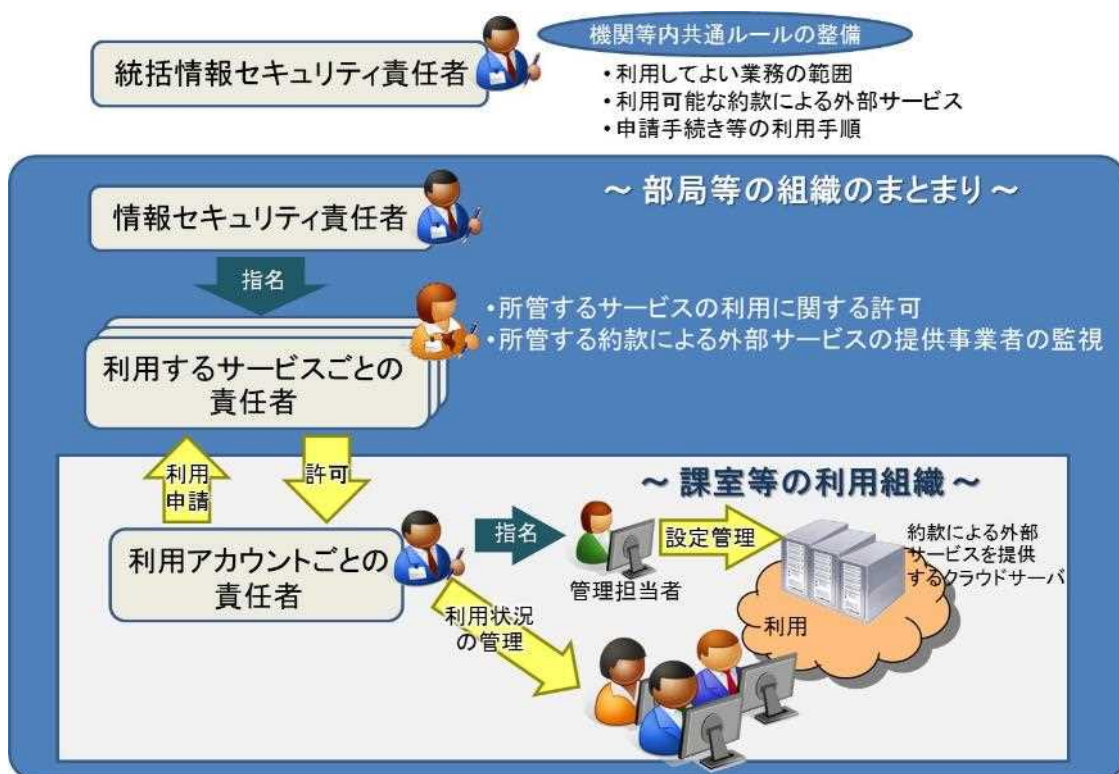 機関等内共通ルールの整備
統括情報セキュリティ責任者
・利用してよい業務の範囲
・利用可能な約款による外部サービス
・申請手続き等の利用手順
～ 部局等の組織のまとまり ～
情報セキュリティ責任者
指名
・所管するサービスの利用に関する許可
・所管する約款による外部サービスの提供事業者の監視
利用するサービスごとの
責任者
利用
申請
許可
～ 課室等の利用組織 ～
利用アカウントごとの
責任者
指名
管理担当者
設定管理
約款による外部
サービスを提供
するクラウドサーバ
利用状況
の管理
利用